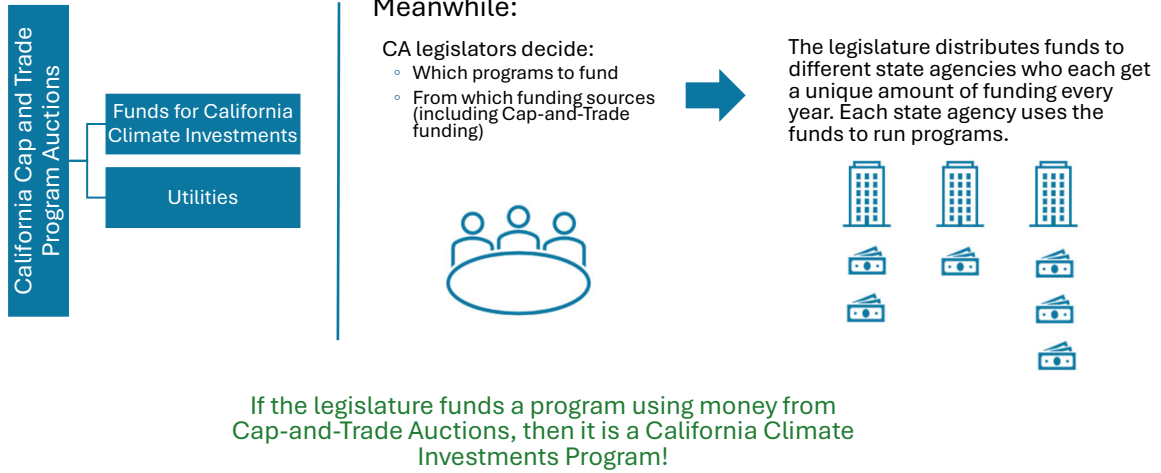 California Cap and Trade
Program Auctions
Funds for California
Climate Investments
Utilities
Meanwhile:
CA legislators decide:
◦ Which programs to fund
◦ From which funding sources
(including Cap-and-Trade
funding)
The legislature distributes funds to
different state agencies who each get
a unique amount of funding every
year. Each state agency uses the
funds to run programs.
If the legislature funds a program using money from
Cap-and-Trade Auctions, then it is a California Climate
Investments Program!